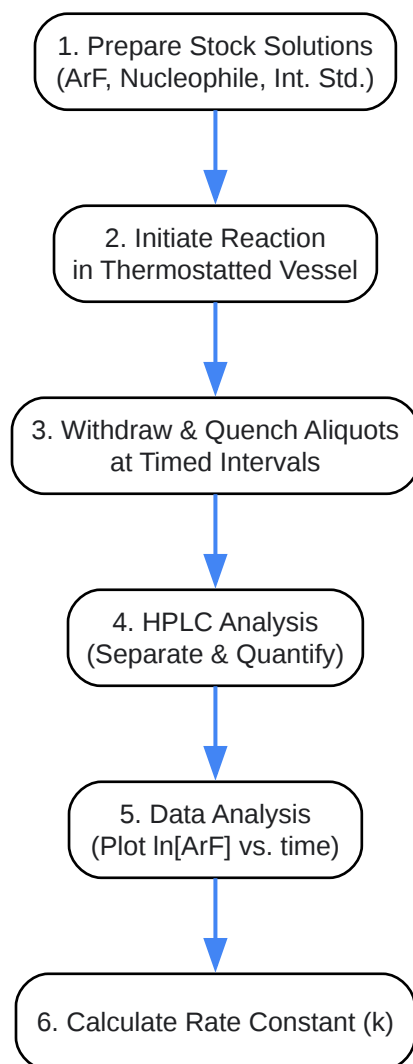 1. Prepare Stock Solutions
(ArF, Nucleophile, Int. Std.)
2. Initiate Reaction
in Thermostatted Vessel
3. Withdraw & Quench Aliquots
at Timed Intervals
4. HPLC Analysis
(Separate & Quantify)
5. Data Analysis
(Plot ln[ArF] vs. time)
6. Calculate Rate Constant (k)